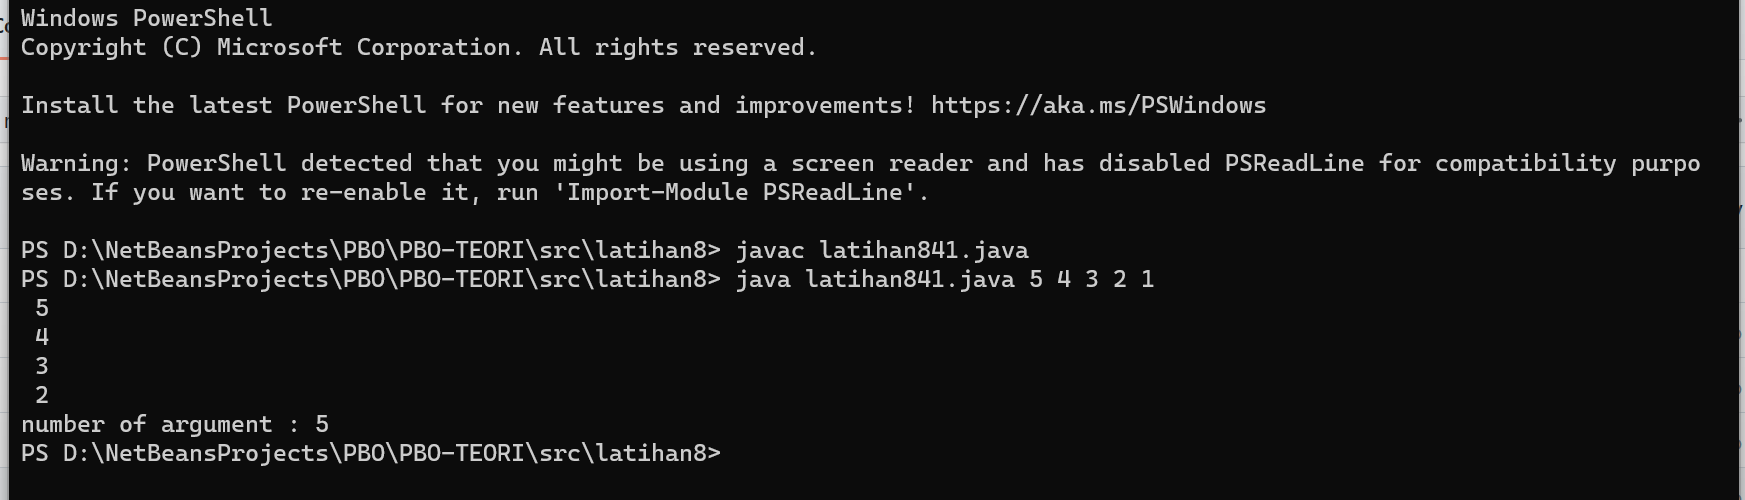 Windows PowerShell
Copyright (C) Microsoft Corporation. All rights reserved.
Install the latest PowerShell for new features and improvements! https://aka.ms/PSWindows
Warning: PowerShell detected that you might be using a screen reader and has disabled PSReadLine for compatibility purpo
ses. If you want to re-enable it, run 'Import-Module PSReadLine'.
PS D:\NetBeansProjects\PBO\PBO-TEORI\src\latihan8> javac latihan841.java
PS D:\NetBeansProjects\PBO\PBO-TEORI\src\latihan8> java latihan841.java 5 4 3 2 1
5
4
3
2
number of argument : 5
PS D:\NetBeansProjects\PBO\PBO-TEORI\src\latihan8>